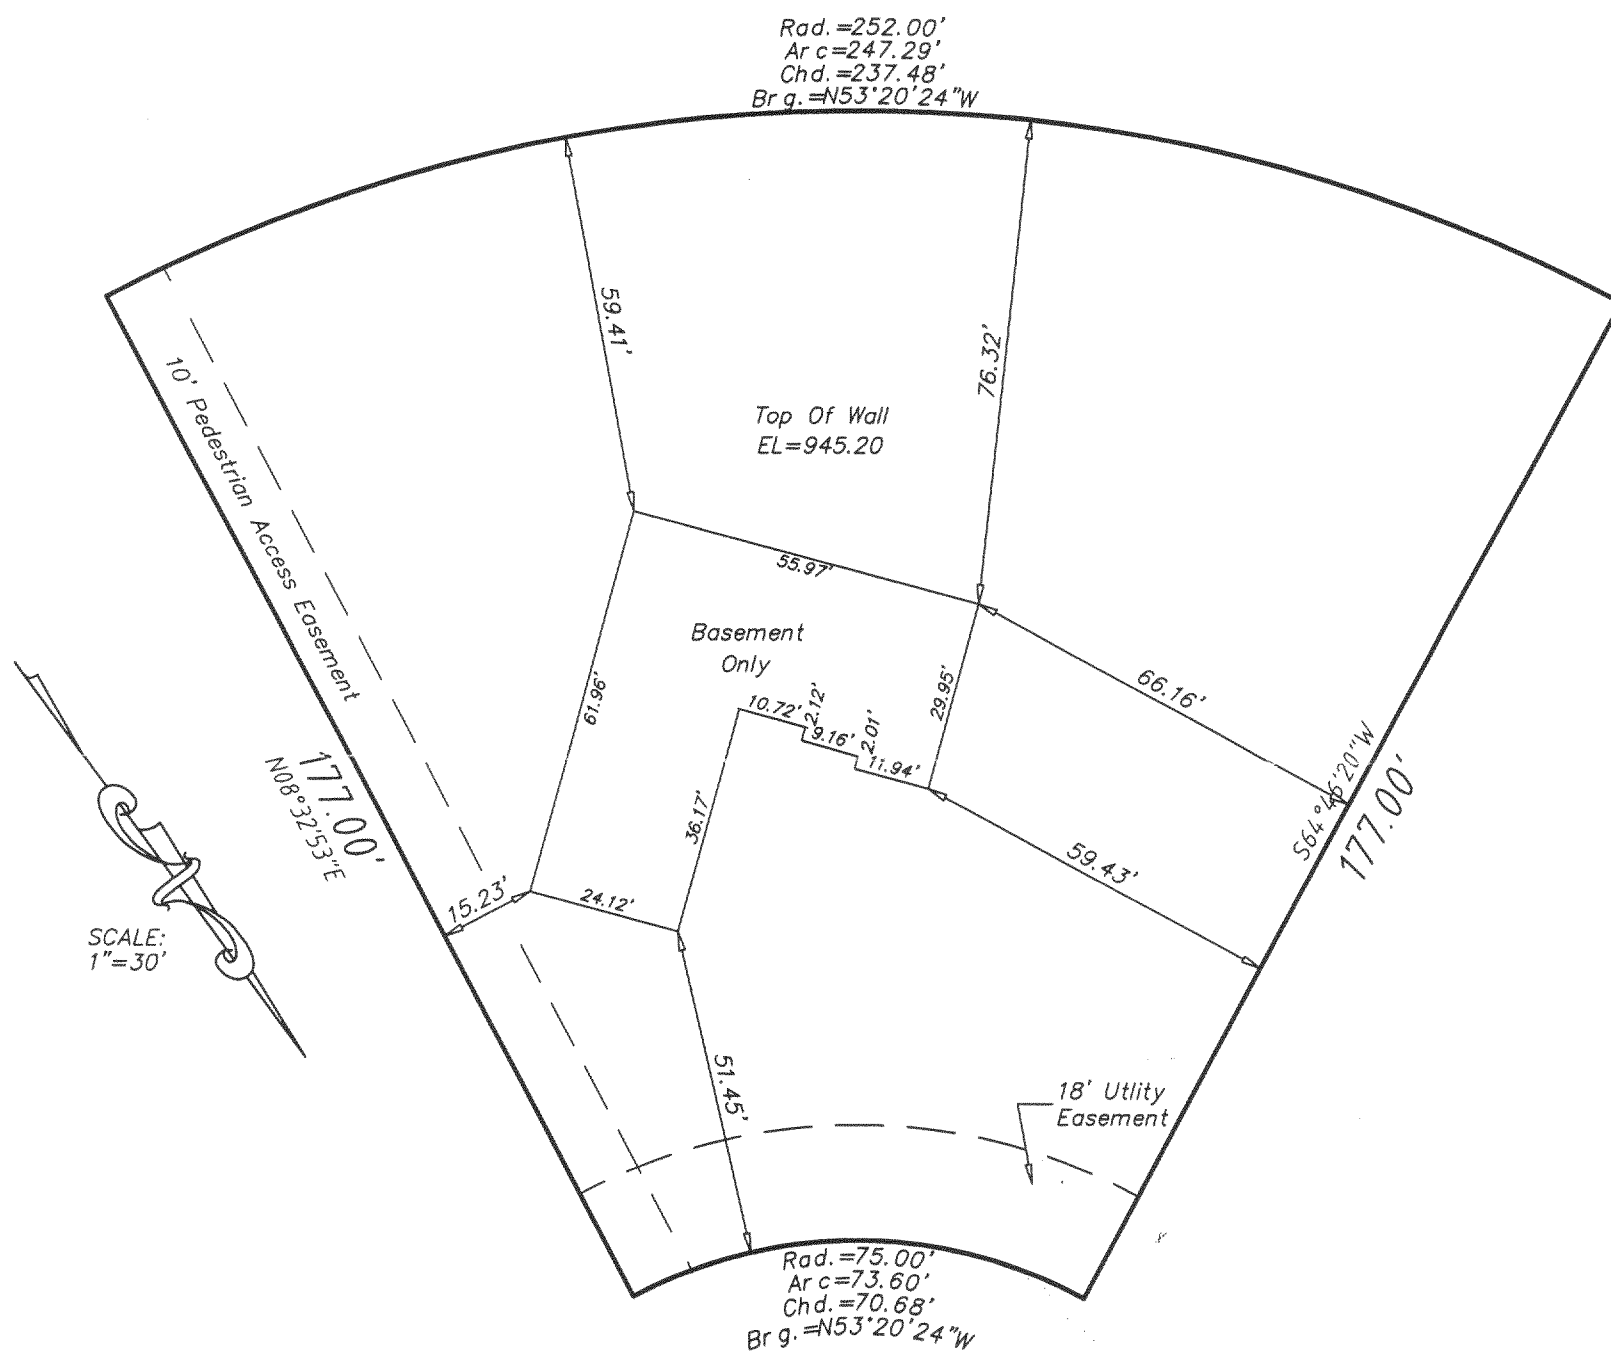 Rad.=252.00'
Arc=247.29'
Chd.=237.48'
Brg.=N53°20'24"W
59.41'
76.32'
10' Pedestrian Access Easement
Top Of Wall
EL=945.20
55.97'
Basement
Only
61.96'
10.72'
2.12'
9.16'
2.01'
11.94'
29.95'
66.16'
36.17'
59.43'
S64°46'20"W
177.00'
177.00'
N08°32'53"E
15.23'
24.12'
SCALE:
1"=30'
51.45'
18' Utlity
Easement
Rad.=75.00'
Arc=73.60'
Chd.=70.68'
Brg.=N53°20'24"W